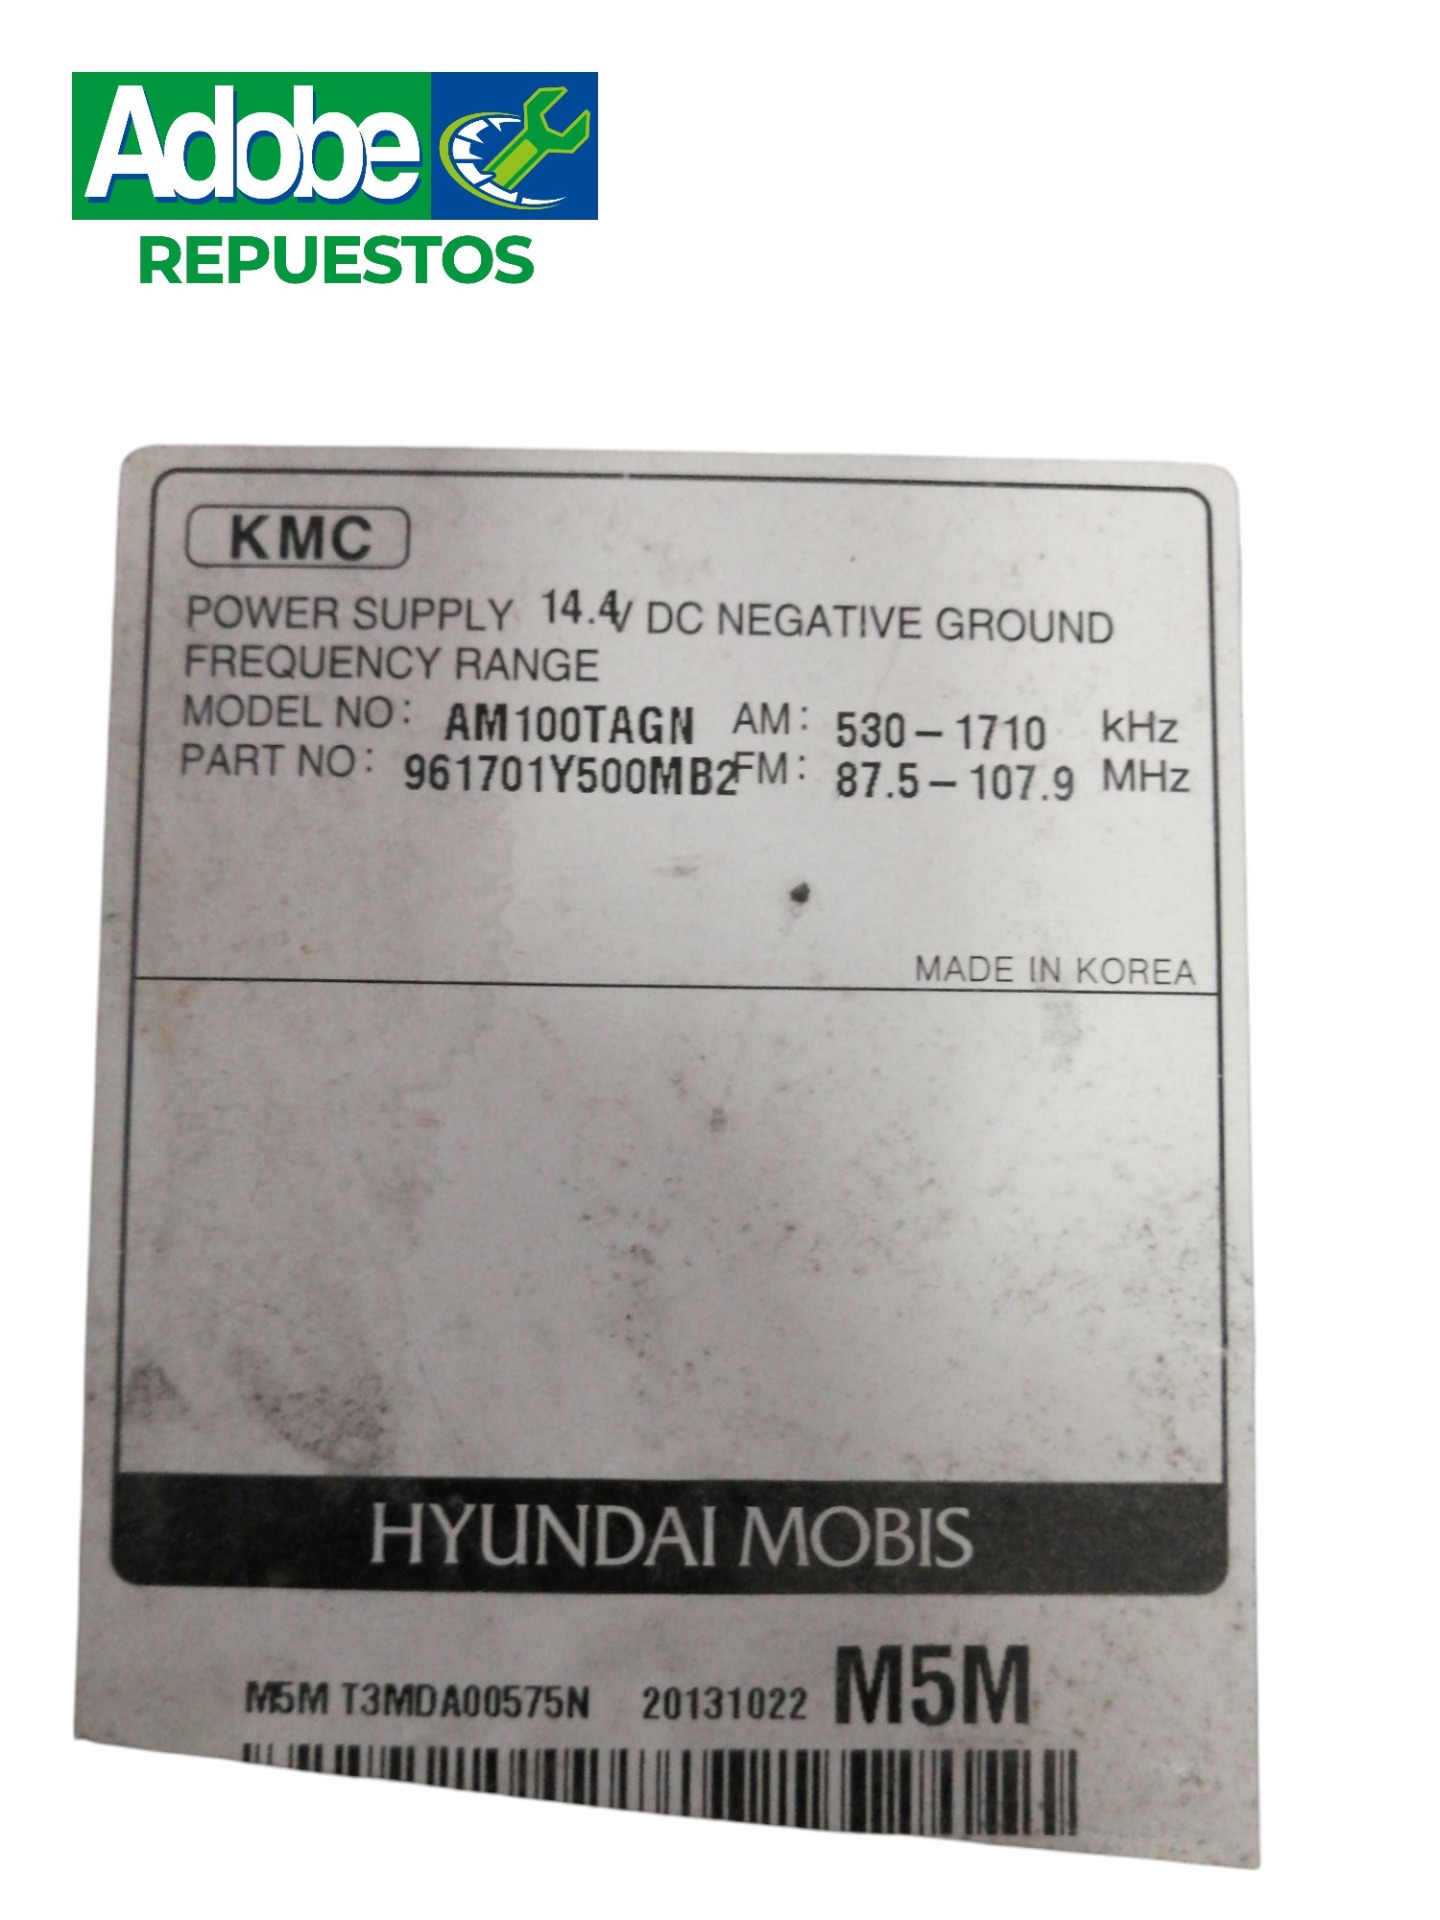 Adobe
REPUESTOS
KMC
POWER SUPPLY 14.4V DC NEGATIVE GROUND
FREQUENCY RANGE
MODEL NO: AM100TAGN AM: 530-1710 kHz
PART NO: 961701Y500MB2 FM: 87.5-107.9 MHz
MADE IN KOREA
HYUNDAI MOBIS
M5M T3MDA00575N 20131022 M5M